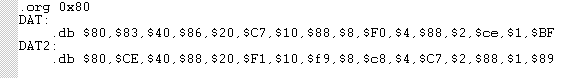 .org 0x80
DAT:
.db $80,$83,$40,$86,$20,$C7,$10,$88,$8,$F0,$4,$88,$2,$ce,$1,$BF
DAT2:
.db $80,$CE,$40,$88,$20,$F1,$10,$f9,$8,$c8,$4,$C7,$2,$88,$1,$89